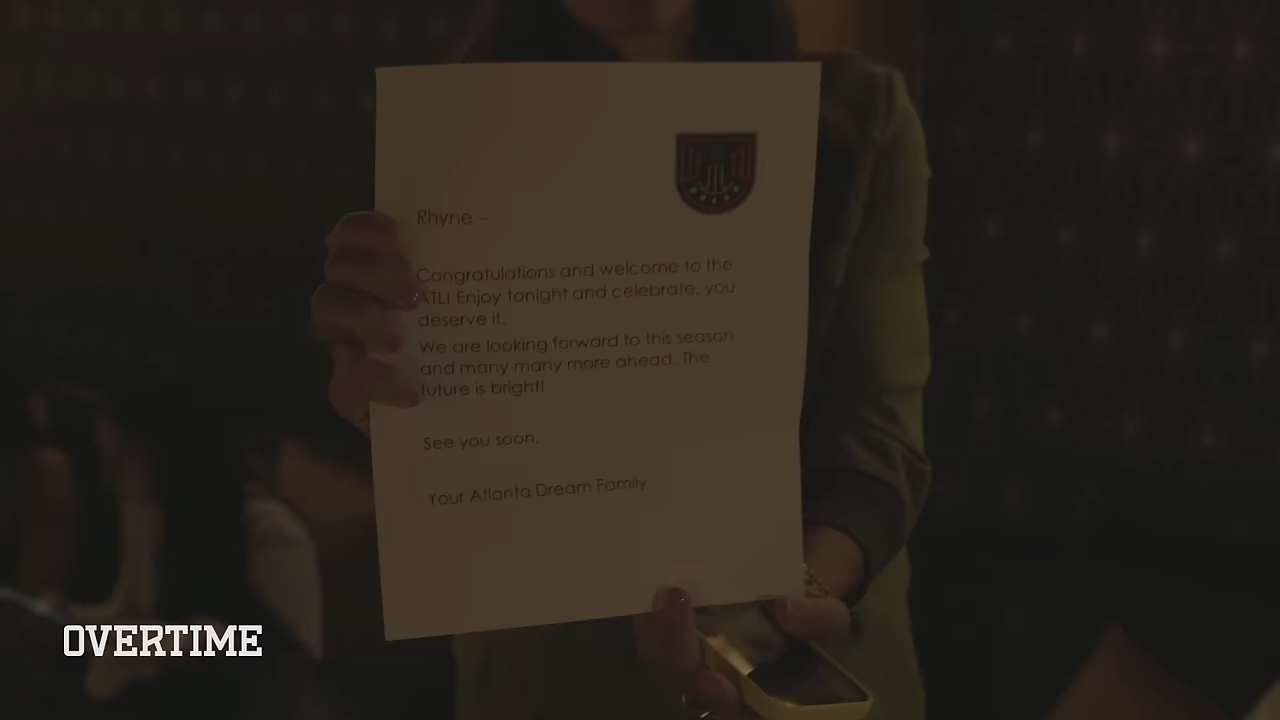 Rhyne –
Congratulations and welcome to the
ATL! Enjoy tonight and celebrate, you
deserve it.
We are looking forward to this season
and many many more ahead. The
future is bright!
See you soon.
Your Atlanta Dream Family
OVERTIME